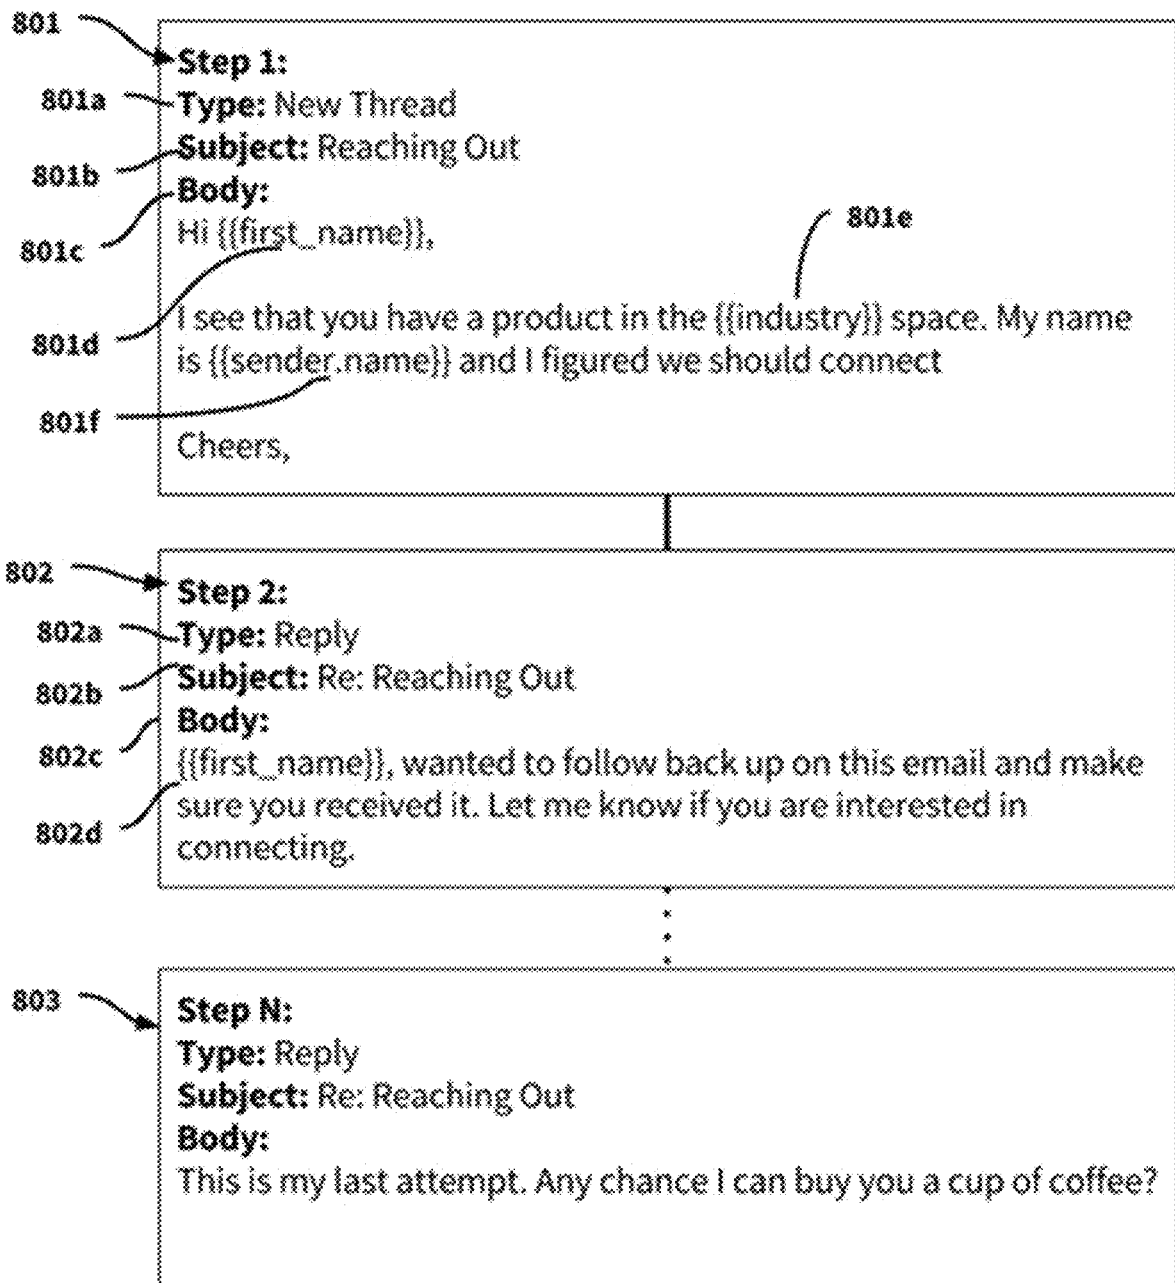 801
Step 1:
801a
Type: New Thread
801b
Subject: Reaching Out
801c
Body:
Hi {{first_name}},
801d
801e
I see that you have a product in the {{industry}} space. My name
is {{sender.name}} and I figured we should connect
801f
Cheers,
802
Step 2:
802a
Type: Reply
802b
Subject: Re: Reaching Out
802c
Body:
{{first_name}}, wanted to follow back up on this email and make
sure you received it. Let me know if you are interested in
connecting.
802d
803
Step N:
Type: Reply
Subject: Re: Reaching Out
Body:
This is my last attempt. Any chance I can buy you a cup of coffee?